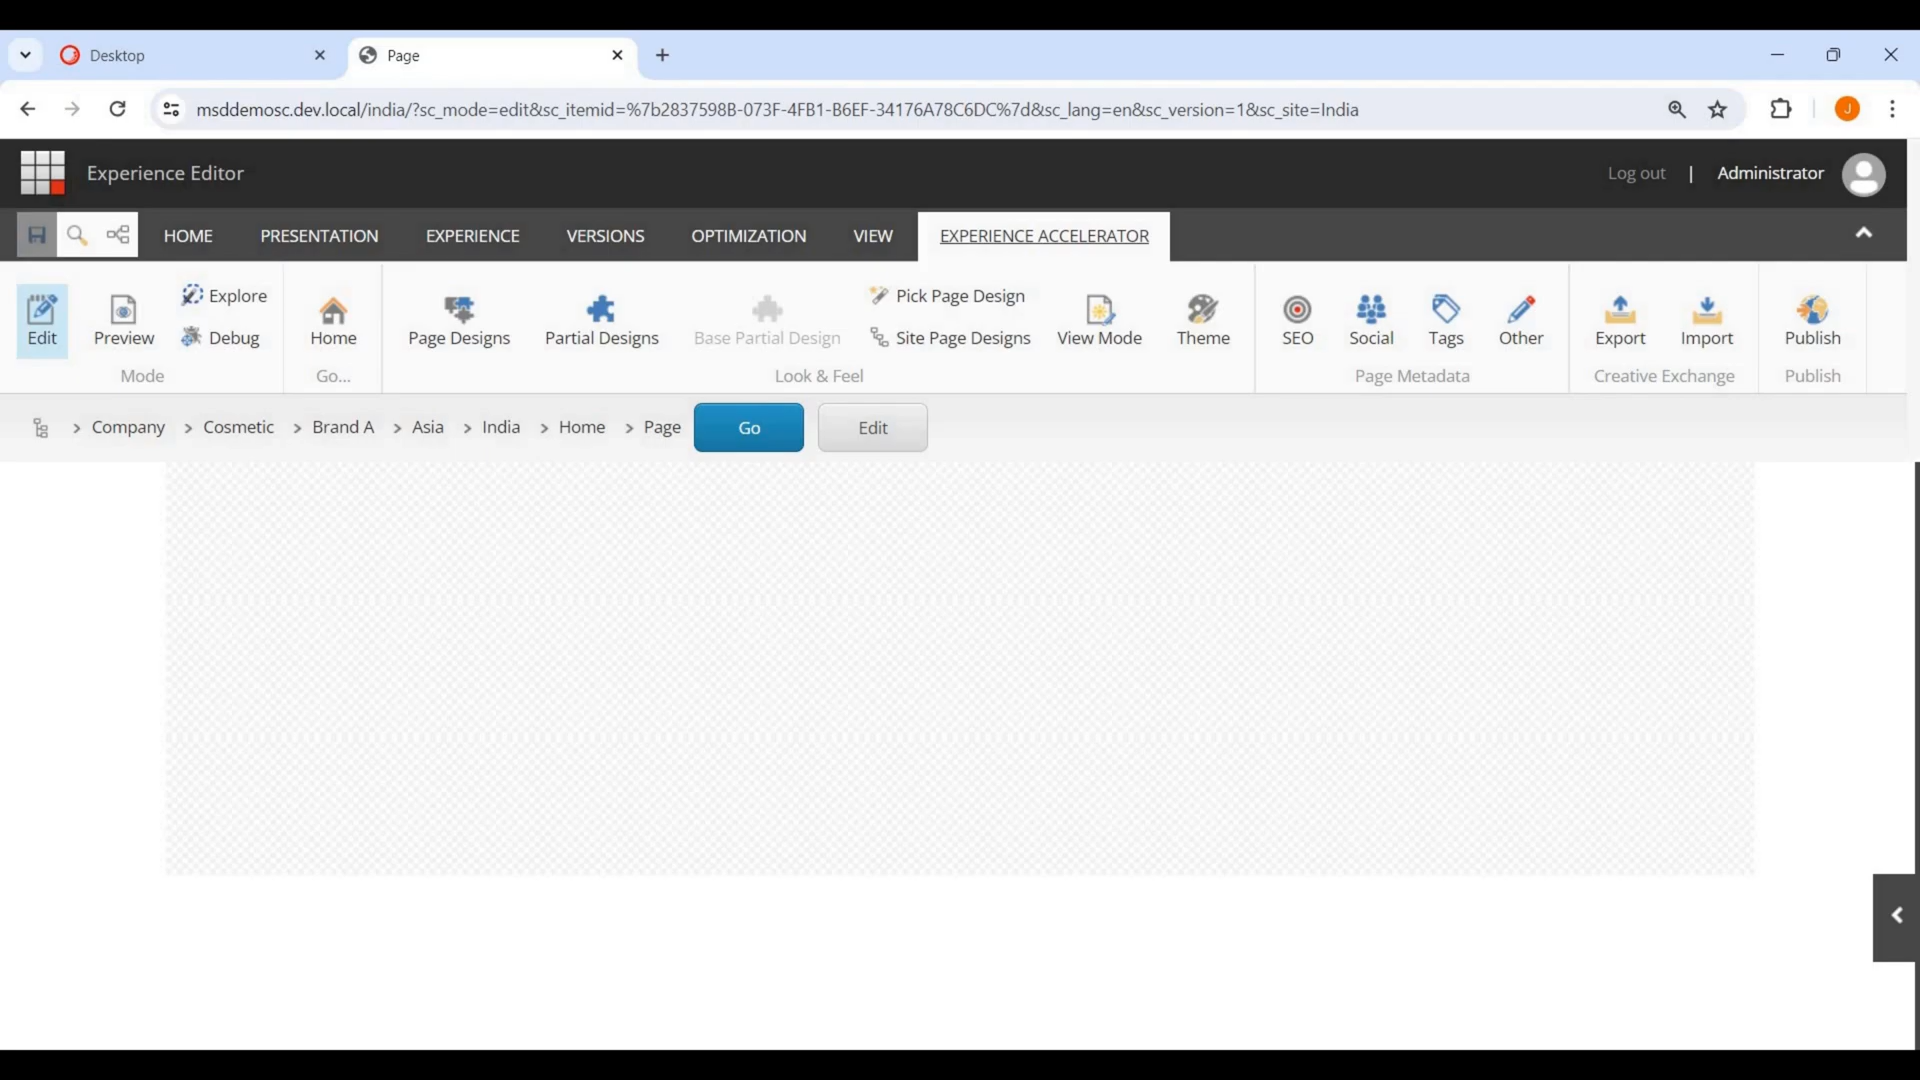 Desktop
Page
msddemosc.dev.local/india/?sc_mode=edit&sc_itemid=%7b2837598B-073F-4FB1-B6EF-34176A78C6DC%7d&sc_lang=en&sc_version=1&sc_site=India
J
Experience Editor
Log out | Administrator
HOME PRESENTATION EXPERIENCE VERSIONS OPTIMIZATION VIEW EXPERIENCE ACCELERATOR
Explore Pick Page Design
Edit Preview Debug Home Page Designs Partial Designs Base Partial Design Site Page Designs View Mode Theme SEO Social Tags Other Export Import Publish
Mode Go... Look & Feel Page Metadata Creative Exchange Publish
> Company > Cosmetic > Brand A > Asia > India > Home > Page Go Edit